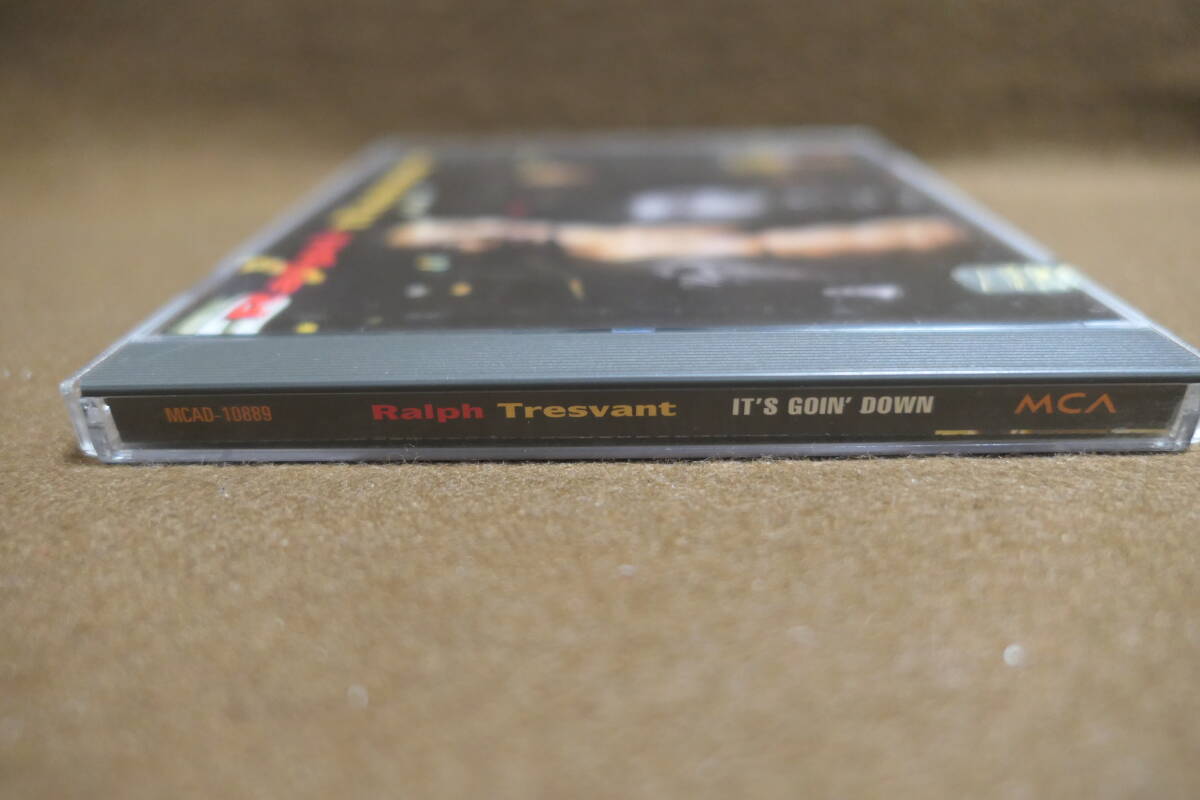 MCAD-10889 Ralph Tresvant IT'S GOIN' DOWN MCA